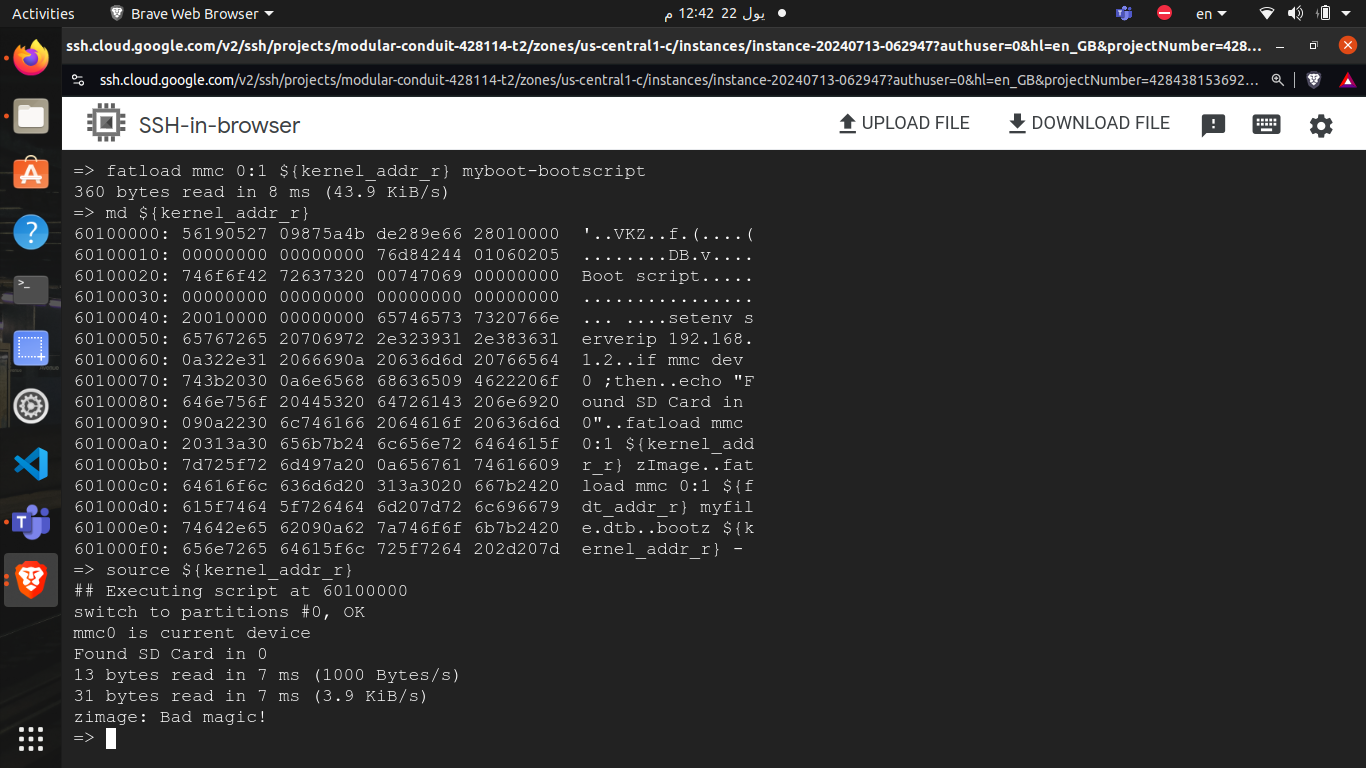 Activities
Brave Web Browser
يول 22 12:42 م
en
ssh.cloud.google.com/v2/ssh/projects/modular-conduit-428114-t2/zones/us-central1-c/instances/instance-20240713-062947?authuser=0&hl=en_GB&projectNumber=428...
ssh.cloud.google.com/v2/ssh/projects/modular-conduit-428114-t2/zones/us-central1-c/instances/instance-20240713-062947?authuser=0&hl=en_GB&projectNumber=428438153692...
SSH-in-browser
UPLOAD FILE
DOWNLOAD FILE
=> fatload mmc 0:1 ${kernel_addr_r} myboot-bootscript
360 bytes read in 8 ms (43.9 KiB/s)
=> md ${kernel_addr_r}
60100000: 56190527 09875a4b de289e66 28010000  '..VKZ..f.(....(
60100010: 00000000 00000000 76d84244 01060205  ........DB.v....
60100020: 746f6f42 72637320 00747069 00000000  Boot script.....
60100030: 00000000 00000000 00000000 00000000  ................
60100040: 20010000 00000000 65746573 7320766e  ... ....setenv s
60100050: 65767265 20706972 2e323931 2e383631  erverip 192.168.
60100060: 0a322e31 2066690a 20636d6d 20766564  1.2..if mmc dev
60100070: 743b2030 0a6e6568 68636509 4622206f  0 ;then..echo "F
60100080: 646e756f 20445320 64726143 206e6920  ound SD Card in
60100090: 090a2230 6c746166 2064616f 20636d6d  0"..fatload mmc
601000a0: 20313a30 656b7b24 6c656e72 6464615f  0:1 ${kernel_add
601000b0: 7d725f72 6d497a20 0a656761 74616609  r_r} zImage..fat
601000c0: 64616f6c 636d6d20 313a3020 667b2420  load mmc 0:1 ${f
601000d0: 615f7464 5f726464 6d207d72 6c696679  dt_addr_r} myfil
601000e0: 74642e65 62090a62 7a746f6f 6b7b2420  e.dtb..bootz ${k
601000f0: 656e7265 64615f6c 725f7264 202d207d  ernel_addr_r} -
=> source ${kernel_addr_r}
## Executing script at 60100000
switch to partitions #0, OK
mmc0 is current device
Found SD Card in 0
13 bytes read in 7 ms (1000 Bytes/s)
31 bytes read in 7 ms (3.9 KiB/s)
zimage: Bad magic!
=>